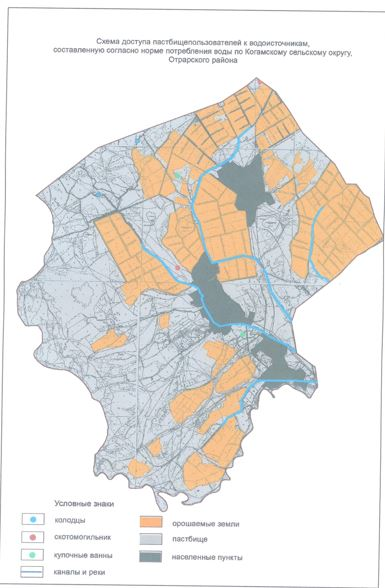 Схема доступа пастбищепользователей к водоисточникам,
составленную согласно норме потребления воды по Когамскому сельскому округу,
Отрарского района
Условные знаки
колодцы
скотомогильник
купочные ванны
каналы и реки
орошаемые земли
пастбище
населенные пункты